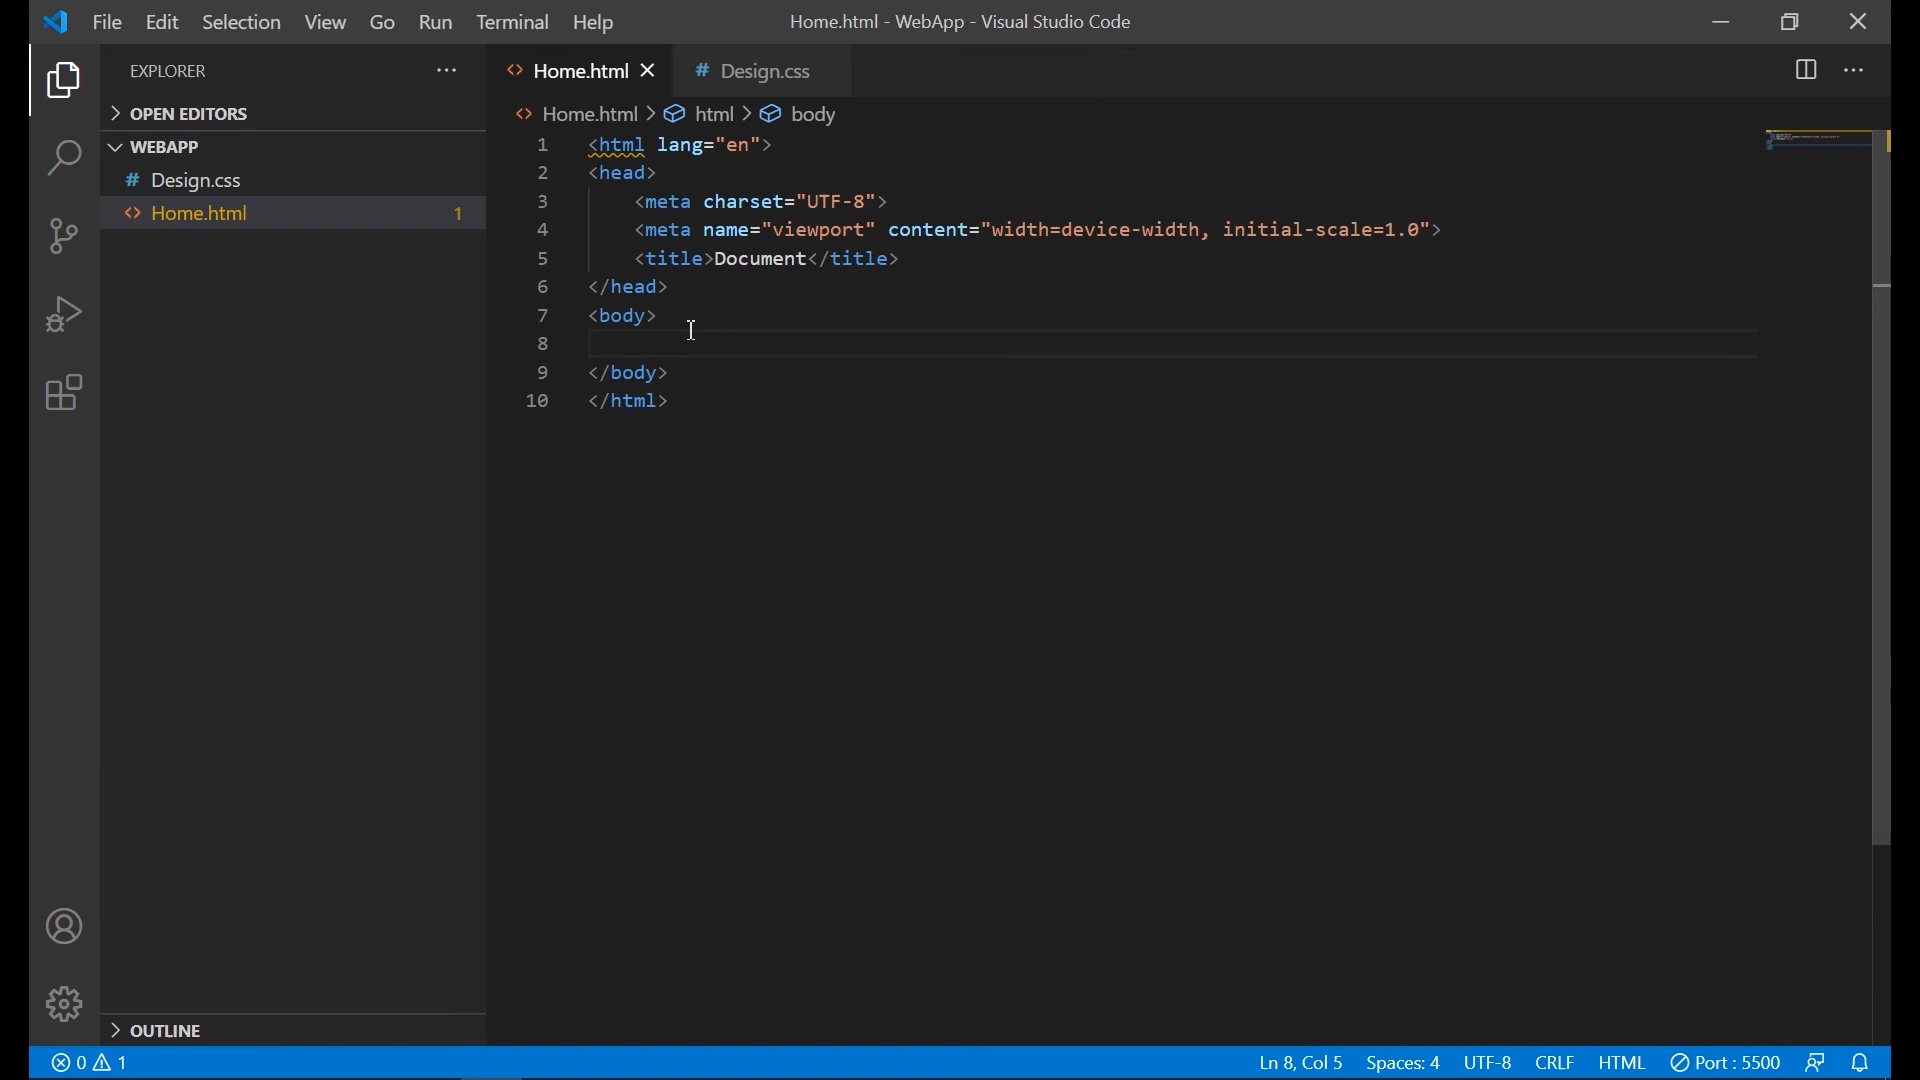 File Edit Selection View Go Run Terminal Help Home.html - WebApp - Visual Studio Code
EXPLORER
OPEN EDITORS
WEBAPP
# Design.css
<> Home.html 1
OUTLINE
<> Home.html # Design.css
<> Home.html > html > body
1 <html lang="en">
2 <head>
3 <meta charset="UTF-8">
4 <meta name="viewport" content="width=device-width, initial-scale=1.0">
5 <title>Document</title>
6 </head>
7 <body>
8
9 </body>
10 </html>
0 1 Ln 8, Col 5 Spaces: 4 UTF-8 CRLF HTML Port : 5500